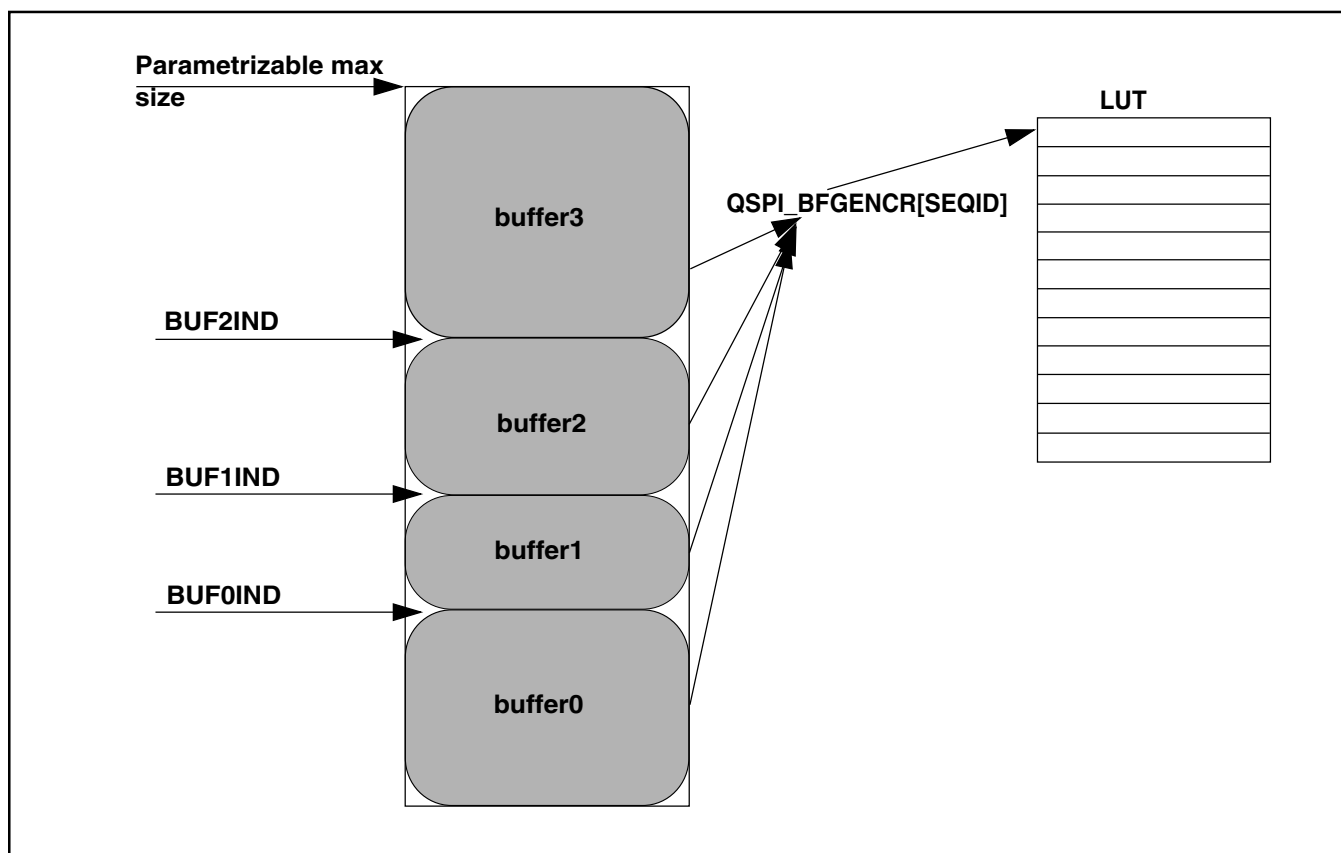 Parametrizable max
size
LUT
buffer3
QSPI_BFGENCR[SEQID]
BUF2IND
buffer2
BUF1IND
buffer1
BUF0IND
buffer0